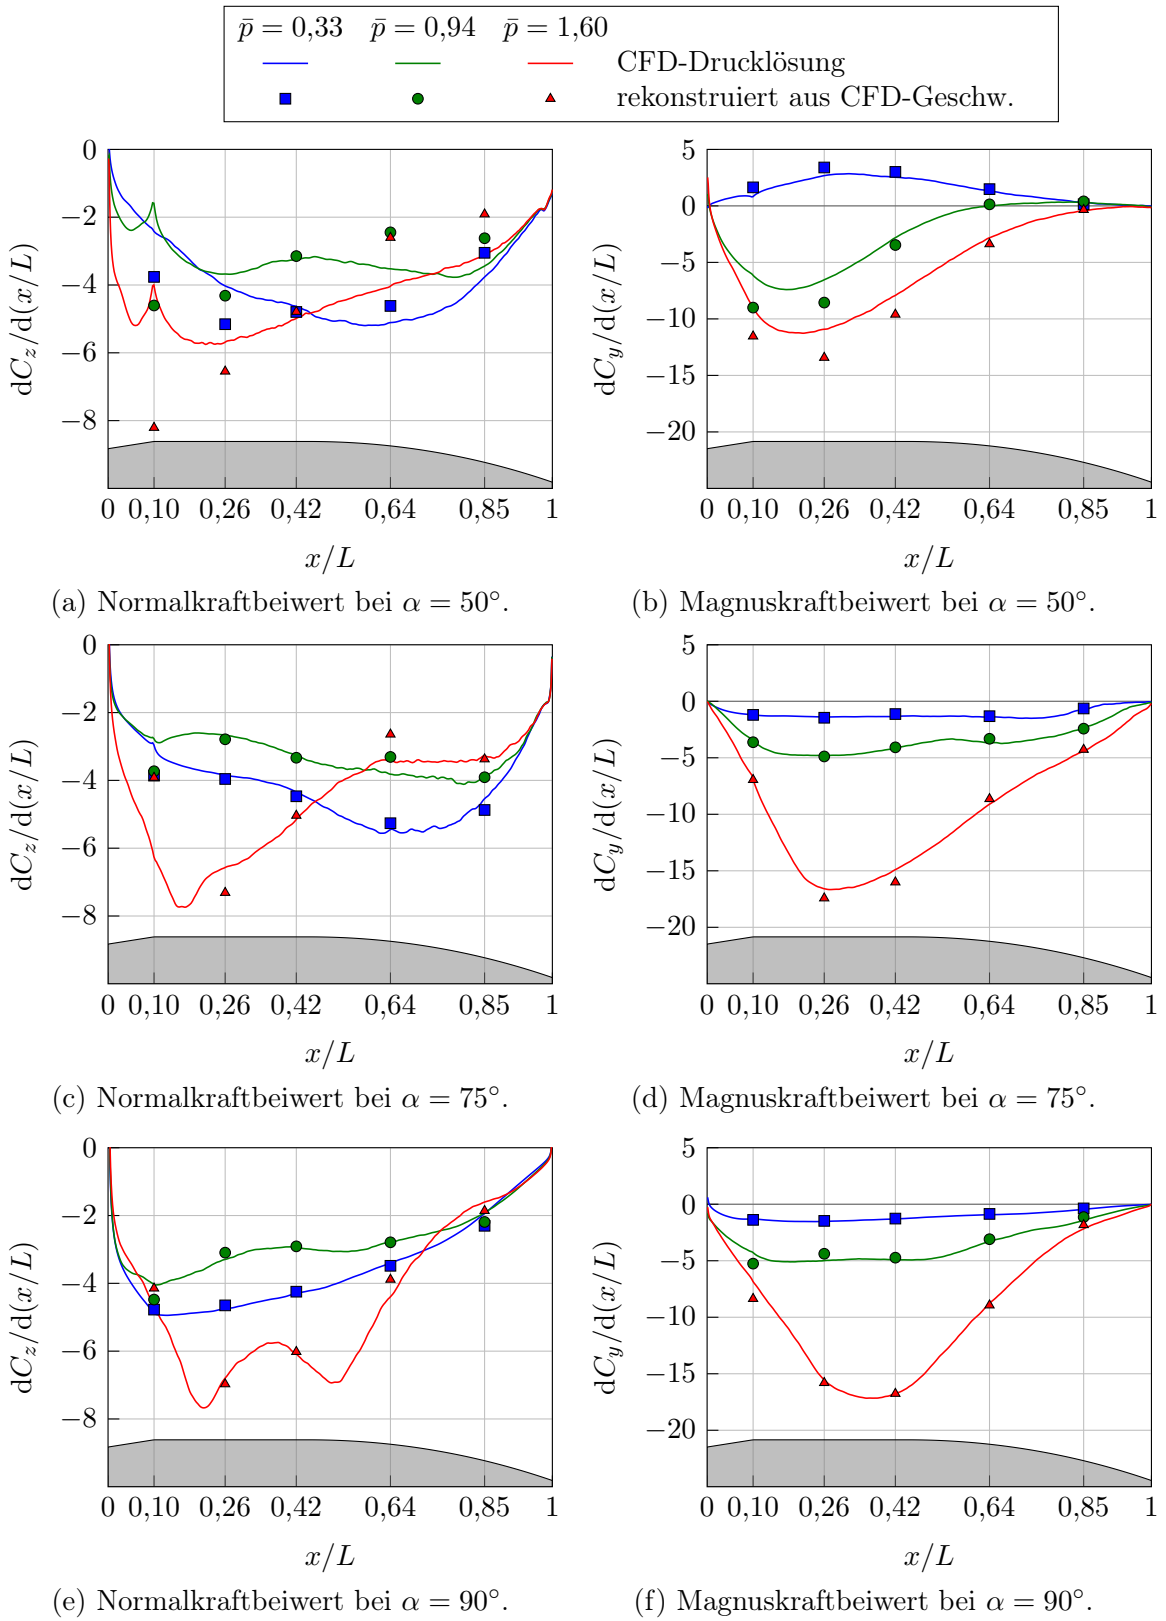 p̄ = 0,33 p̄ = 0,94 p̄ = 1,60
CFD-Drucklösung
rekonstruiert aus CFD-Geschw.
0
−2
−4
−6
−8
dC_z/d(x/L)
0 0,10 0,26 0,42 0,64 0,85 1
x/L
(a) Normalkraftbeiwert bei α = 50°.
5
0
−5
−10
−15
−20
dC_y/d(x/L)
0 0,10 0,26 0,42 0,64 0,85 1
x/L
(b) Magnuskraftbeiwert bei α = 50°.
0
−2
−4
−6
−8
dC_z/d(x/L)
0 0,10 0,26 0,42 0,64 0,85 1
x/L
(c) Normalkraftbeiwert bei α = 75°.
5
0
−5
−10
−15
−20
dC_y/d(x/L)
0 0,10 0,26 0,42 0,64 0,85 1
x/L
(d) Magnuskraftbeiwert bei α = 75°.
0
−2
−4
−6
−8
dC_z/d(x/L)
0 0,10 0,26 0,42 0,64 0,85 1
x/L
(e) Normalkraftbeiwert bei α = 90°.
5
0
−5
−10
−15
−20
dC_y/d(x/L)
0 0,10 0,26 0,42 0,64 0,85 1
x/L
(f) Magnuskraftbeiwert bei α = 90°.